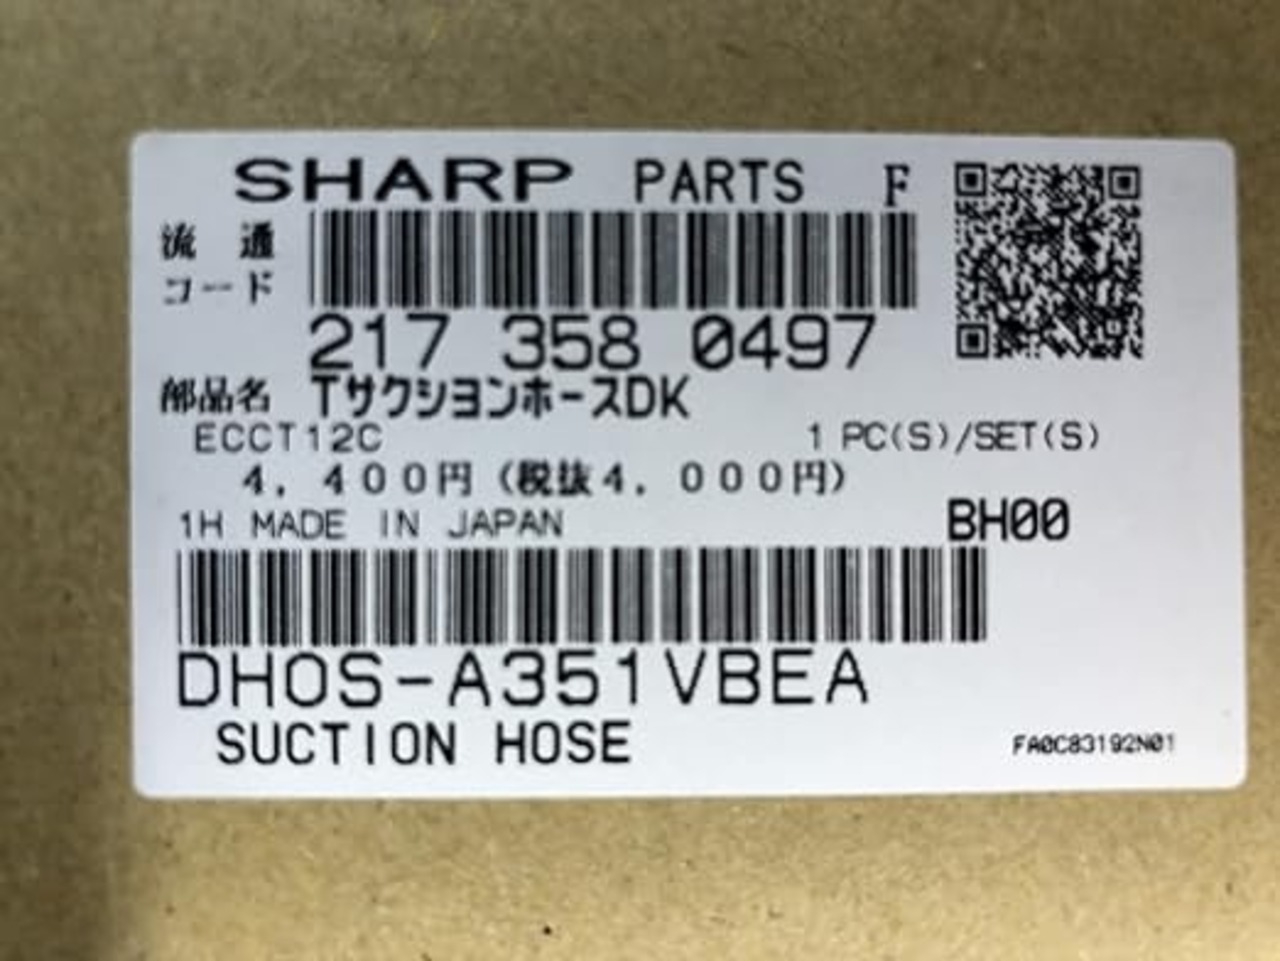 SHARP PARTS F
流通
コード
217 358 0497
部品名 TサクションホースDK
ECCT12C 1 PC(S)/SET(S)
4,400円(税抜4,000円)
1H MADE IN JAPAN BH00
DHOS-A351VBEA
SUCTION HOSE FA0C83192N01